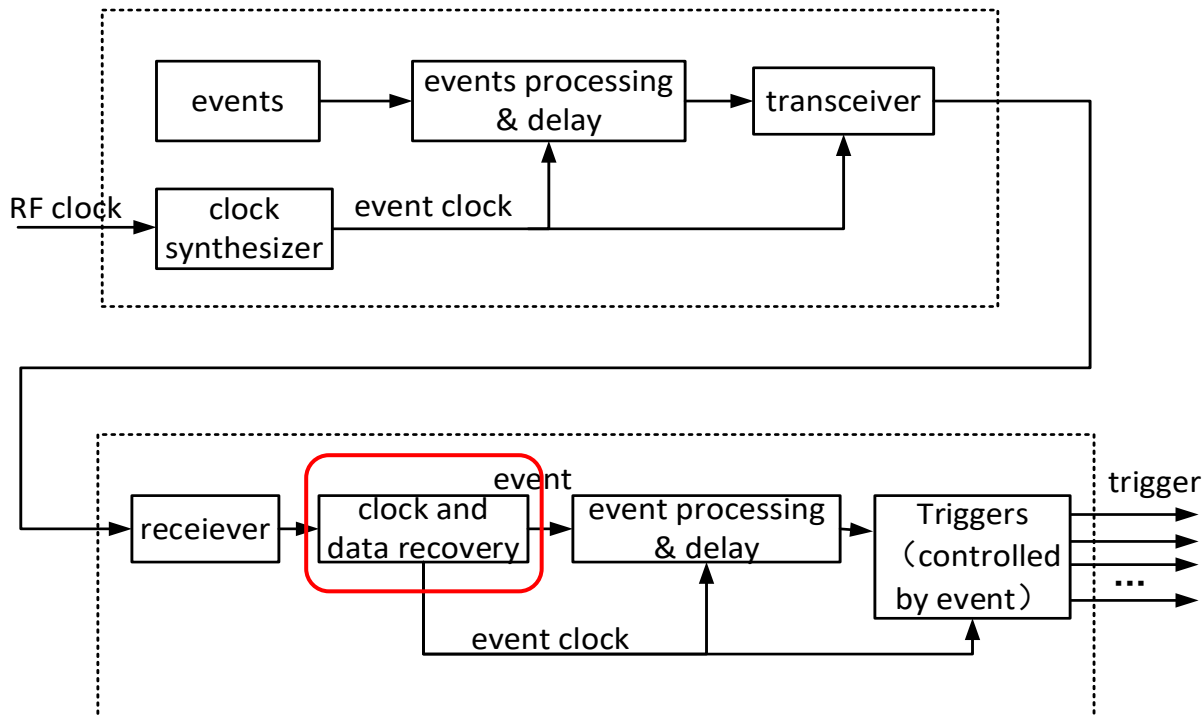 events
events processing
& delay
transceiver
RF clock
clock
synthesizer
event clock
receiever
clock and
data recovery
event
event processing
& delay
Triggers
（controlled
by event）
trigger
...
event clock